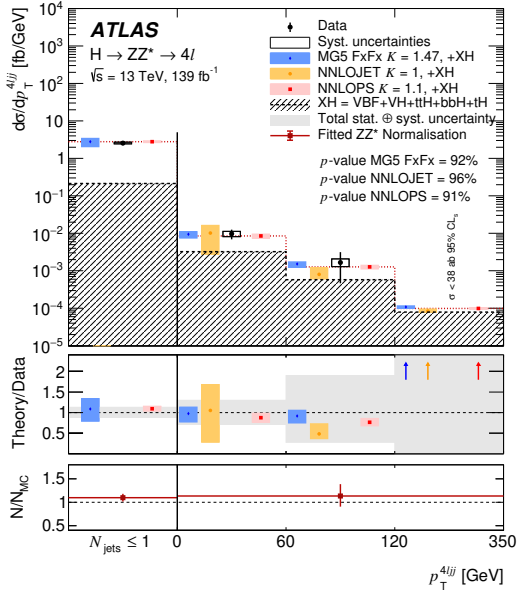 ATLAS
H → ZZ* → 4l
√s = 13 TeV, 139 fb⁻¹
Data
Syst. uncertainties
MG5 FxFx K = 1.47, +XH
NNLOJET K = 1, +XH
NNLOPS K = 1.1, +XH
XH = VBF+VH+ttH+bbH+tH
Total stat. ⊕ syst. uncertainty
Fitted ZZ* Normalisation
p-value MG5 FxFx = 92%
p-value NNLOJET = 96%
p-value NNLOPS = 91%
σ < 38 ab 95% CLₛ
dσ/dp_T^{4ljj} [fb/GeV]
10⁴
10³
10²
10
1
10⁻¹
10⁻²
10⁻³
10⁻⁴
10⁻⁵
Theory/Data
2
1.5
1
0.5
N/N_MC
1.5
1
0.5
N_jets ≤ 1
0
60
120
350
p_T^{4ljj} [GeV]